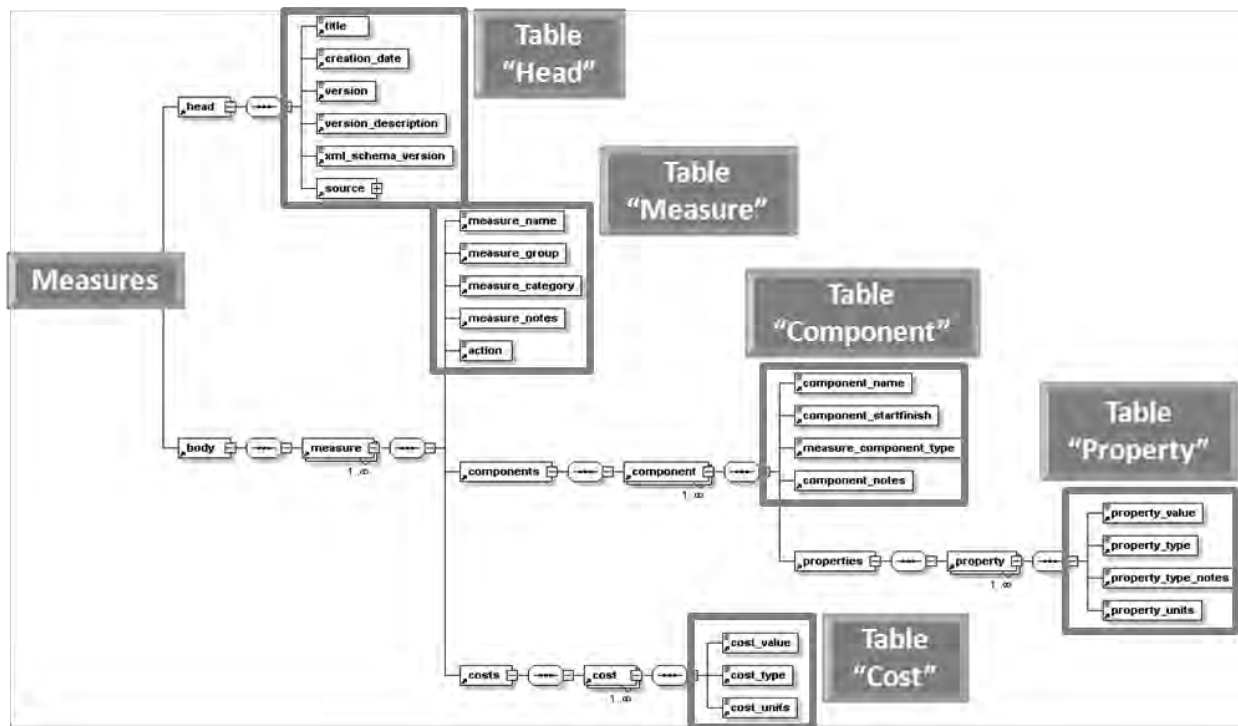 title
Table
“Head”
creation_date
head
version
version_description
xml_schema_version
source
Table
“Measure”
measure_name
measure_group
Measures
measure_category
measure_notes
action
Table
“Component”
component_name
component_startfinish
Table
“Property”
body
measure
1..∞
measure_component_type
components
component
1..∞
component_notes
property_value
property_type
properties
property
1..∞
property_type_notes
property_units
cost_value
Table
“Cost”
costs
cost
1..∞
cost_type
cost_units